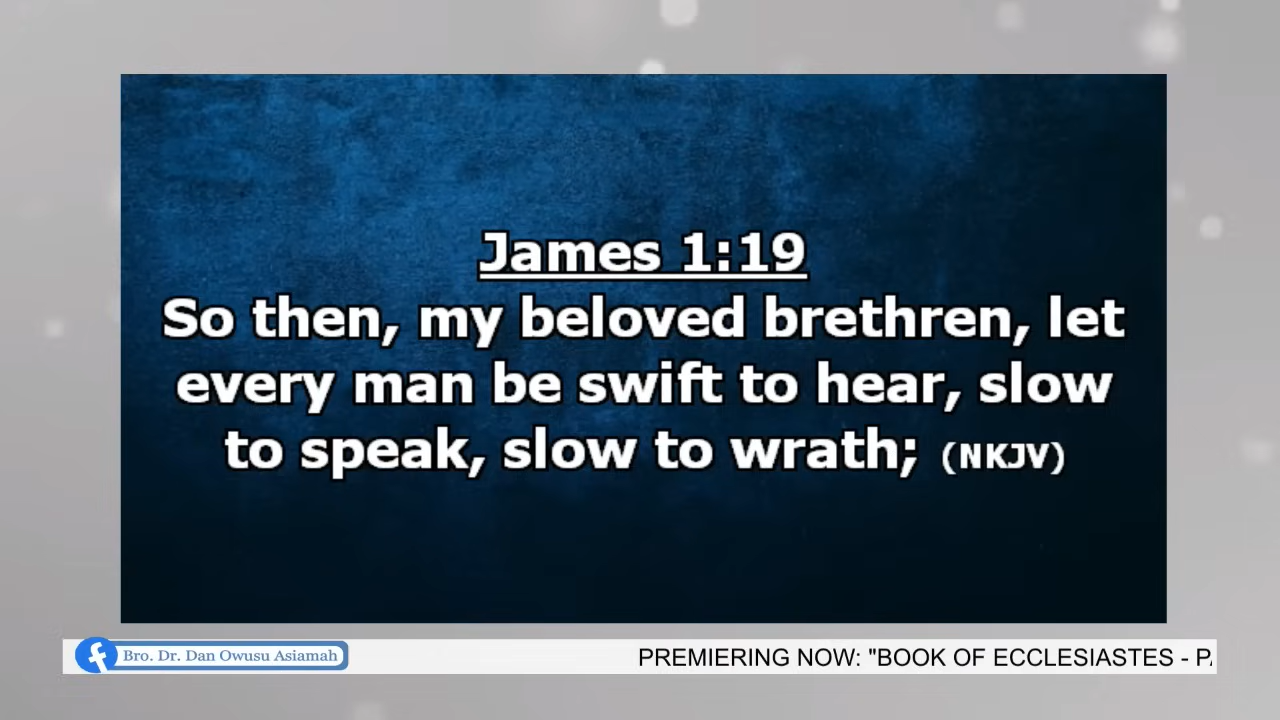 James 1:19
So then, my beloved brethren, let
every man be swift to hear, slow
to speak, slow to wrath; (NKJV)
Bro. Dr. Dan Owusu Asiamah
PREMIERING NOW: "BOOK OF ECCLESIASTES -